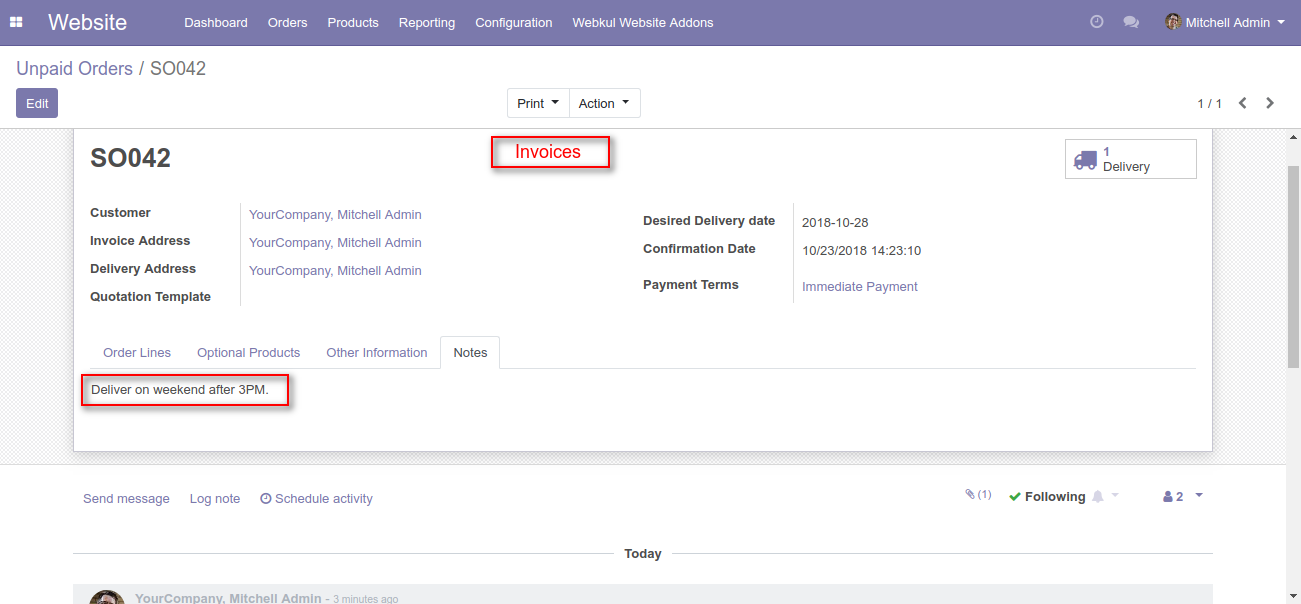 Website Dashboard Orders Products Reporting Configuration Webkul Website Addons Mitchell Admin
Unpaid Orders / SO042
Edit Print Action 1 / 1
SO042
Invoices
1
Delivery
Customer YourCompany, Mitchell Admin
Invoice Address YourCompany, Mitchell Admin
Delivery Address YourCompany, Mitchell Admin
Quotation Template
Desired Delivery date 2018-10-28
Confirmation Date 10/23/2018 14:23:10
Payment Terms Immediate Payment
Order Lines Optional Products Other Information Notes
Deliver on weekend after 3PM.
Send message Log note Schedule activity (1) Following 2
Today
YourCompany, Mitchell Admin - 3 minutes ago